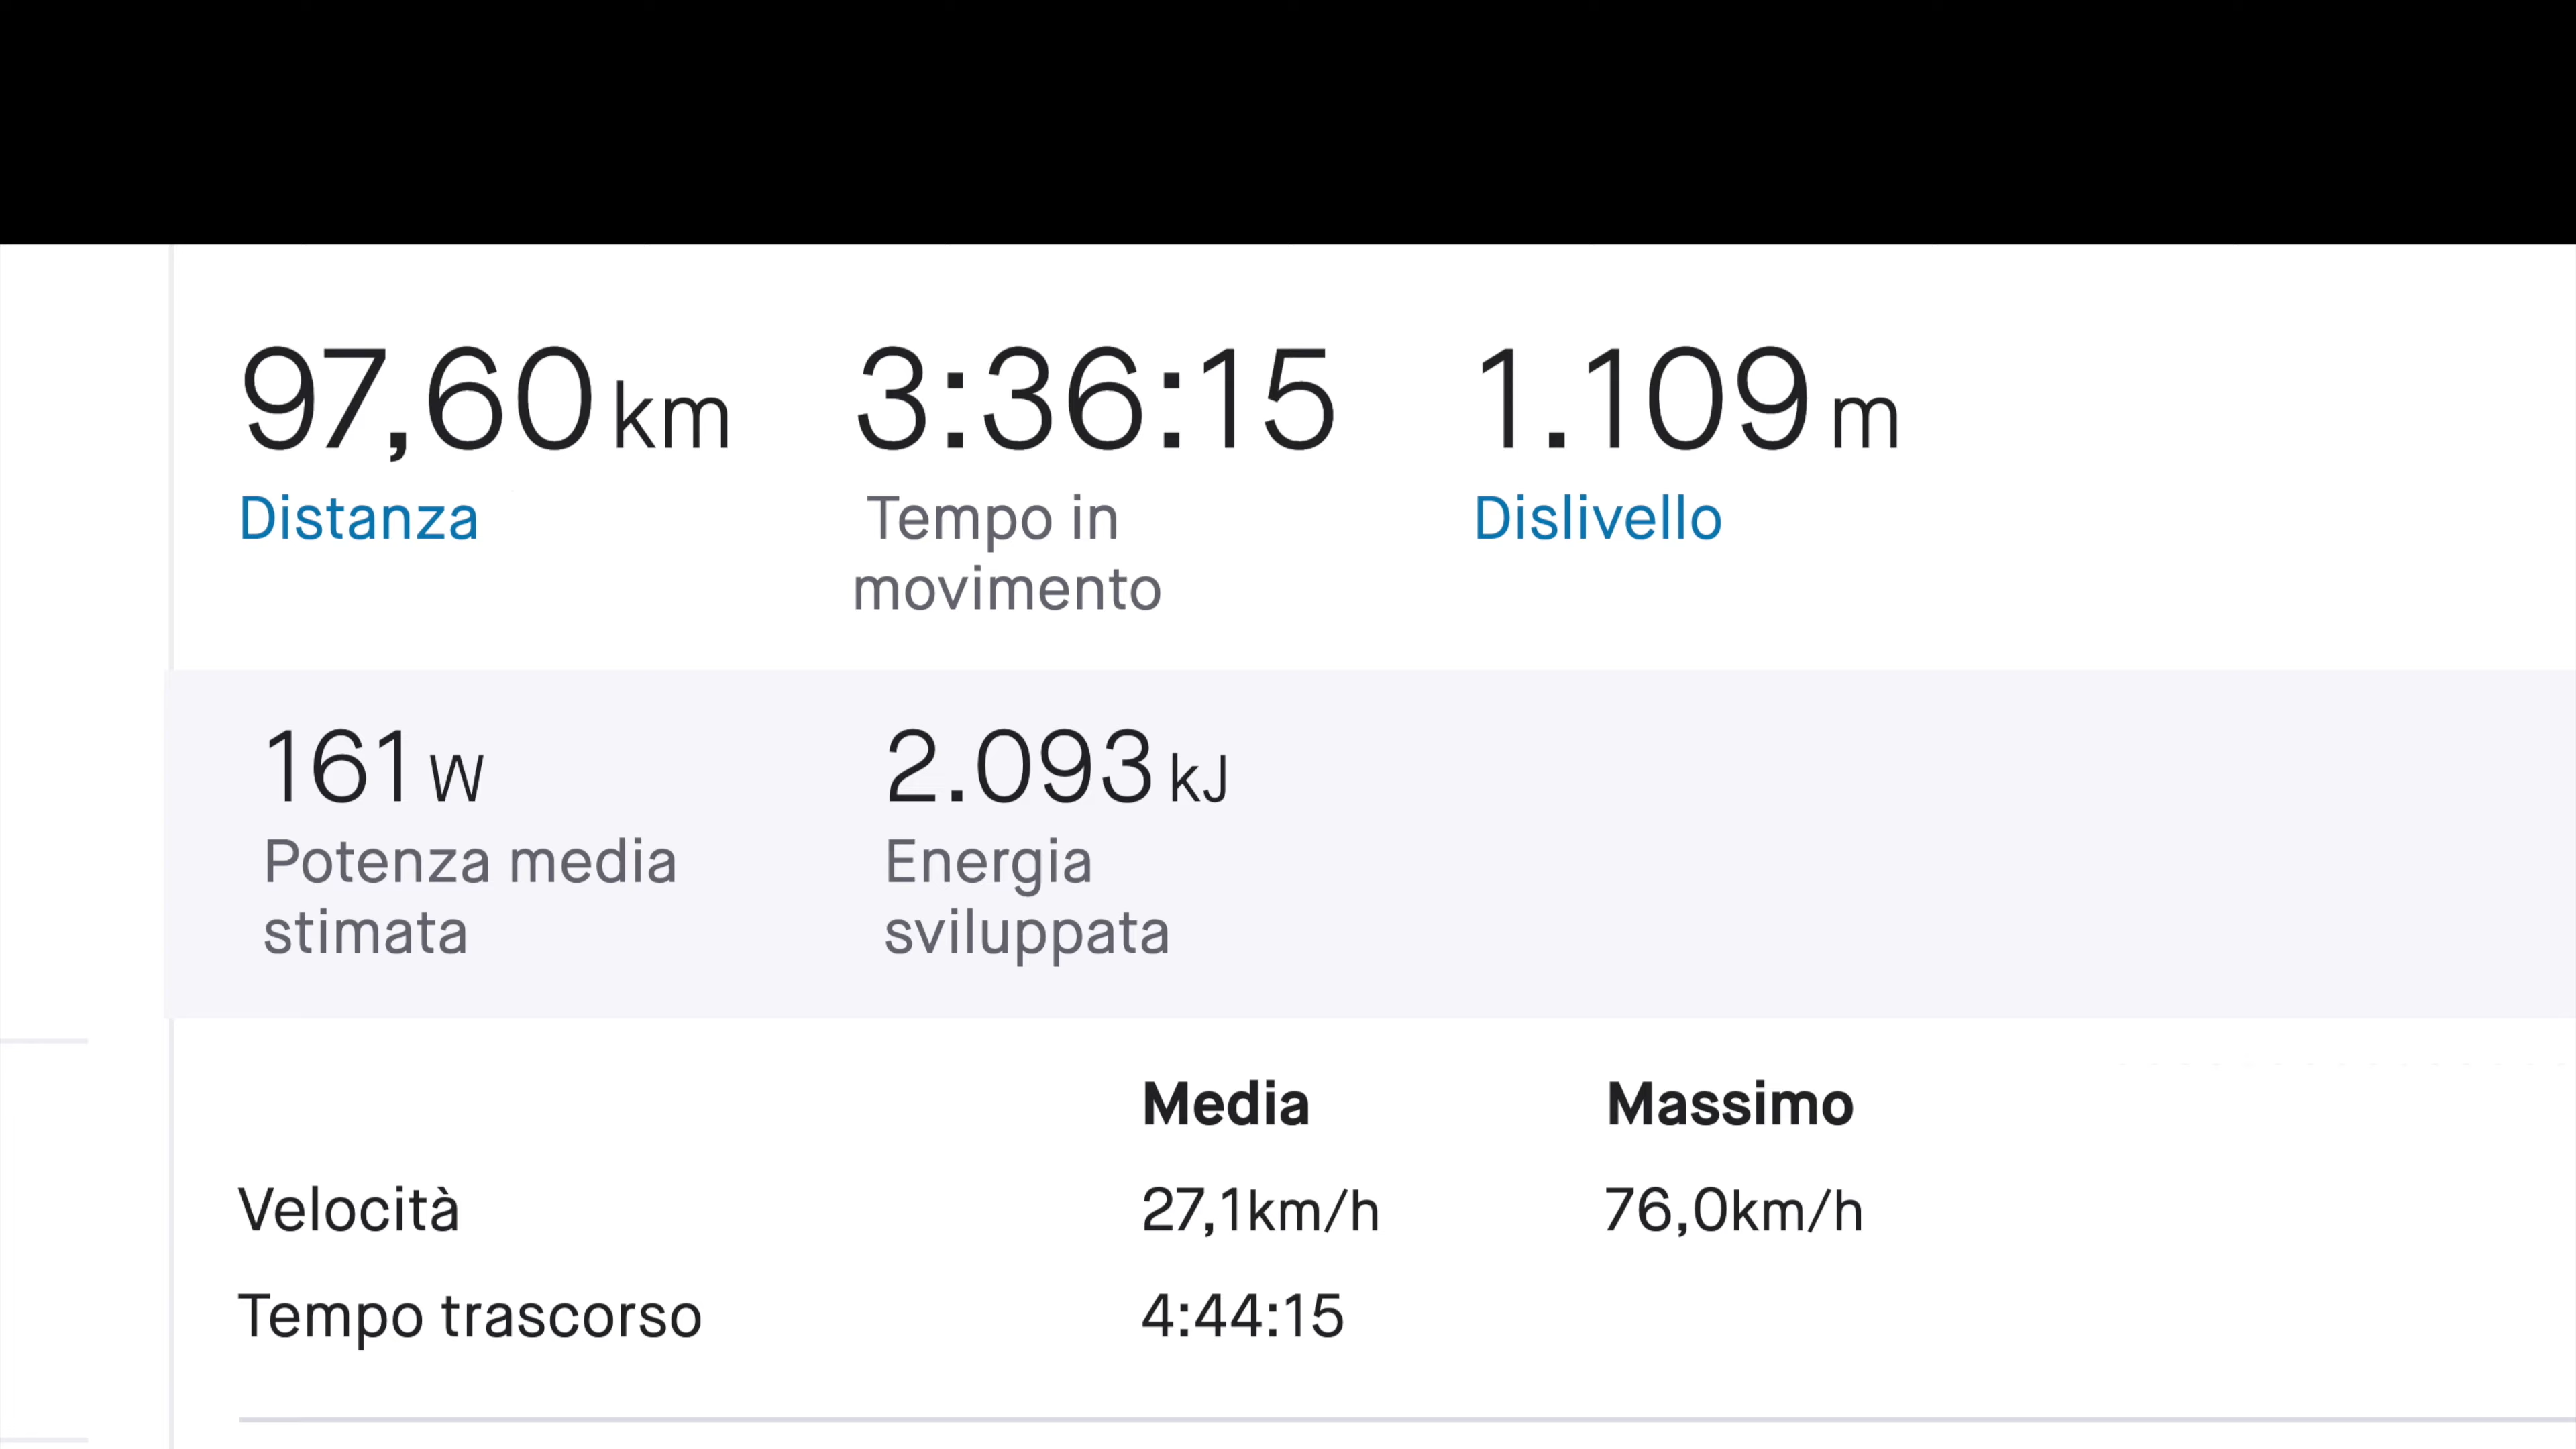 97,60 km 3:36:15 1.109 m
Distanza Tempo in Dislivello
movimento
161 W 2.093 kJ
Potenza media Energia
stimata sviluppata
Media Massimo
Velocità 27,1km/h 76,0km/h
Tempo trascorso 4:44:15